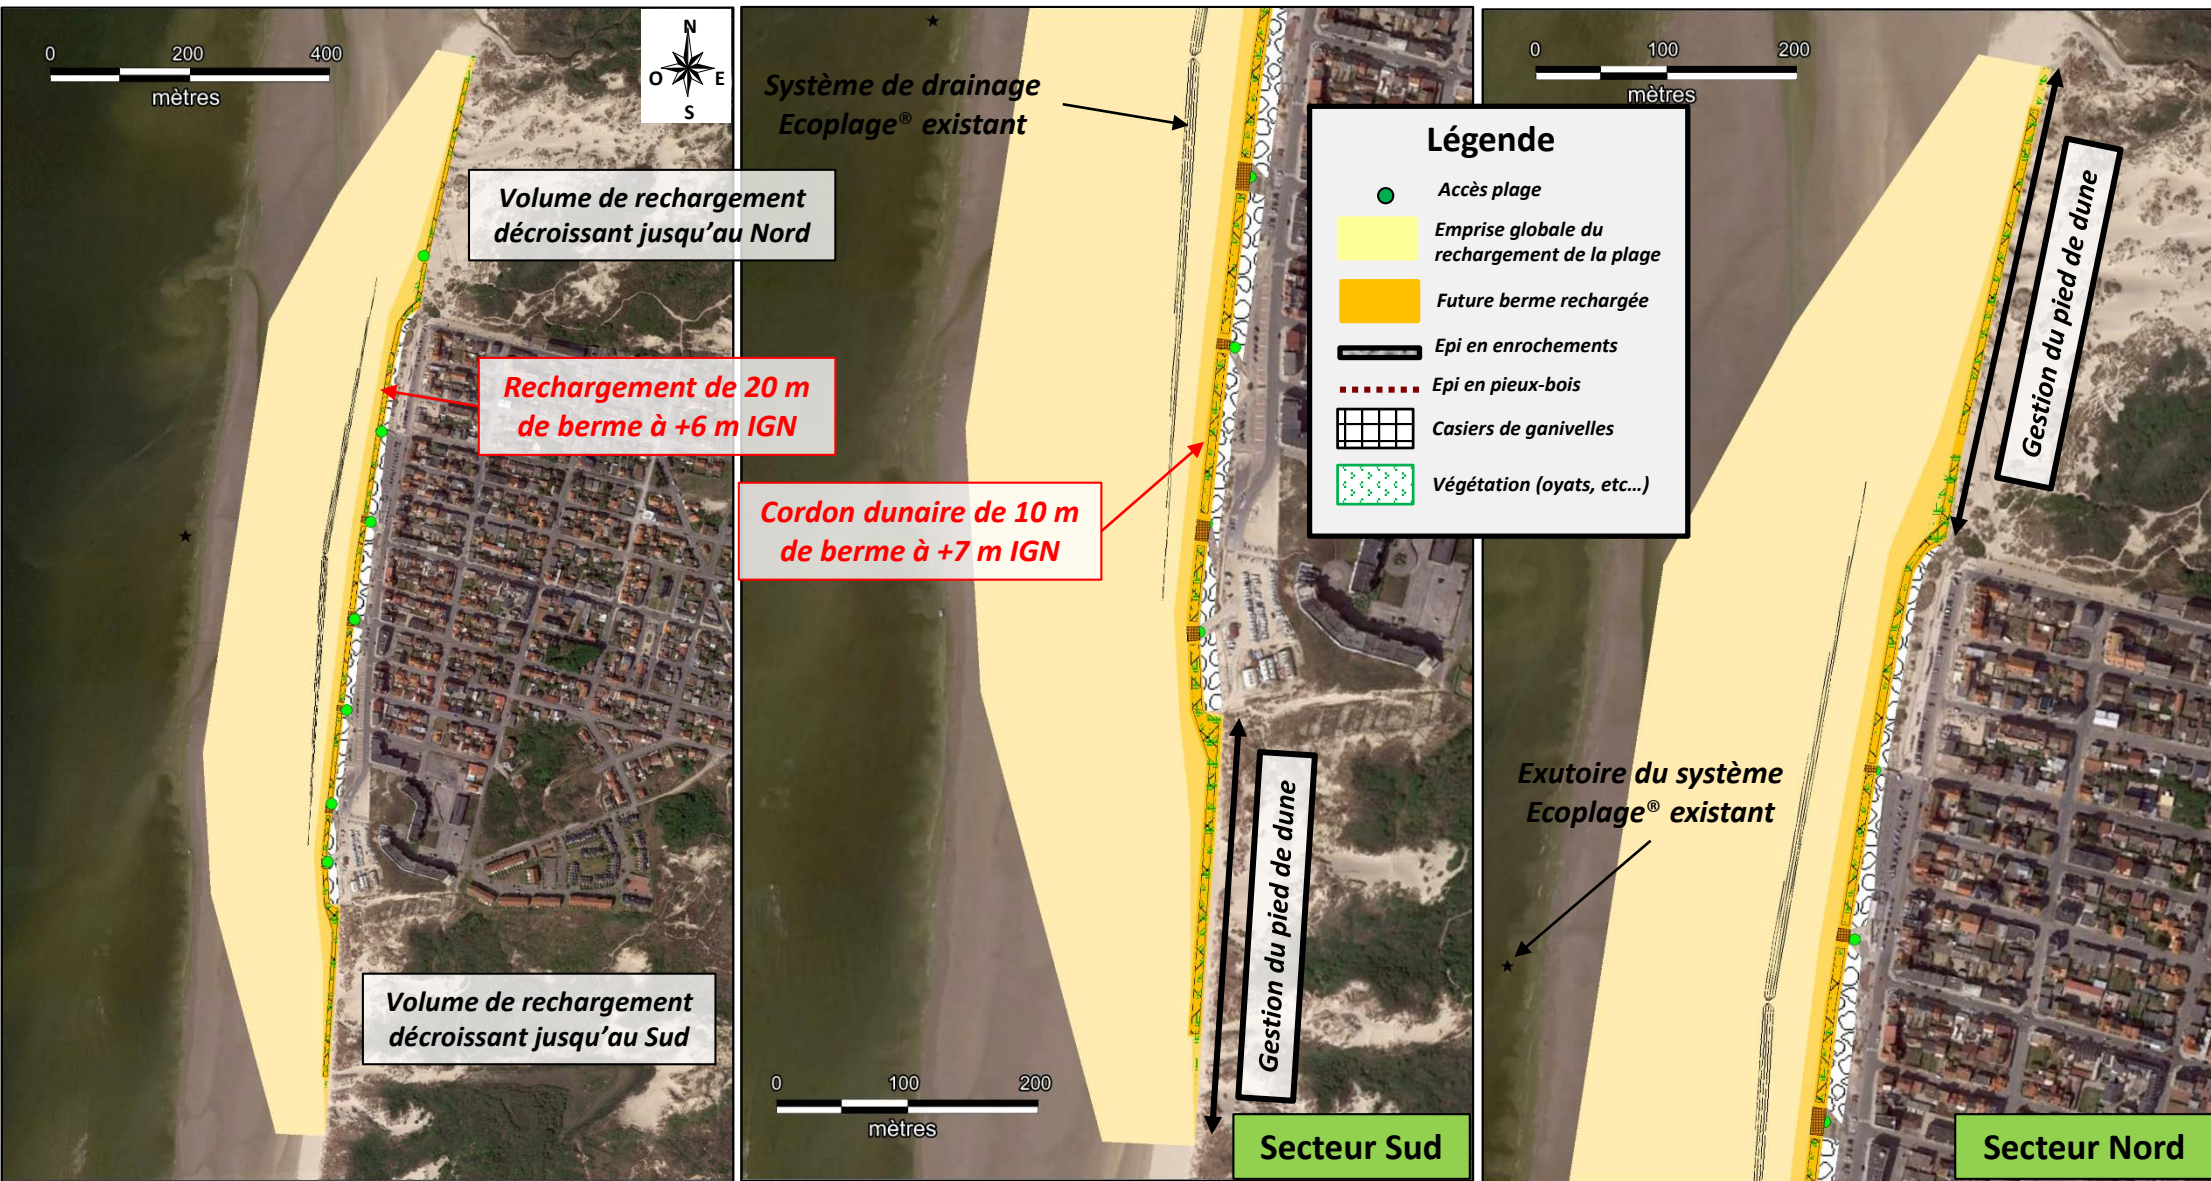 0 200 400
mètres
N
O E
S
Volume de rechargement
décroissant jusqu'au Nord
Rechargement de 20 m
de berme à +6 m IGN
Volume de rechargement
décroissant jusqu'au Sud
Système de drainage
Ecoplage® existant
Cordon dunaire de 10 m
de berme à +7 m IGN
Gestion du pied de dune
0 100 200
mètres
Secteur Sud
Légende
Accès plage
Emprise globale du
rechargement de la plage
Future berme rechargée
Epi en enrochements
Epi en pieux-bois
Casiers de ganivelles
Végétation (oyats, etc...)
0 100 200
mètres
Gestion du pied de dune
Exutoire du système
Ecoplage® existant
Secteur Nord